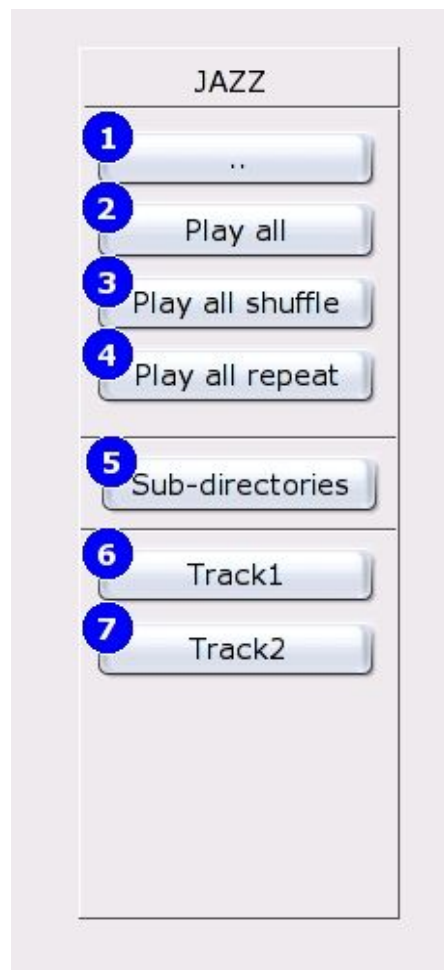 JAZZ
1
..
2
Play all
3
Play all shuffle
4
Play all repeat
5
Sub-directories
6
Track1
7
Track2